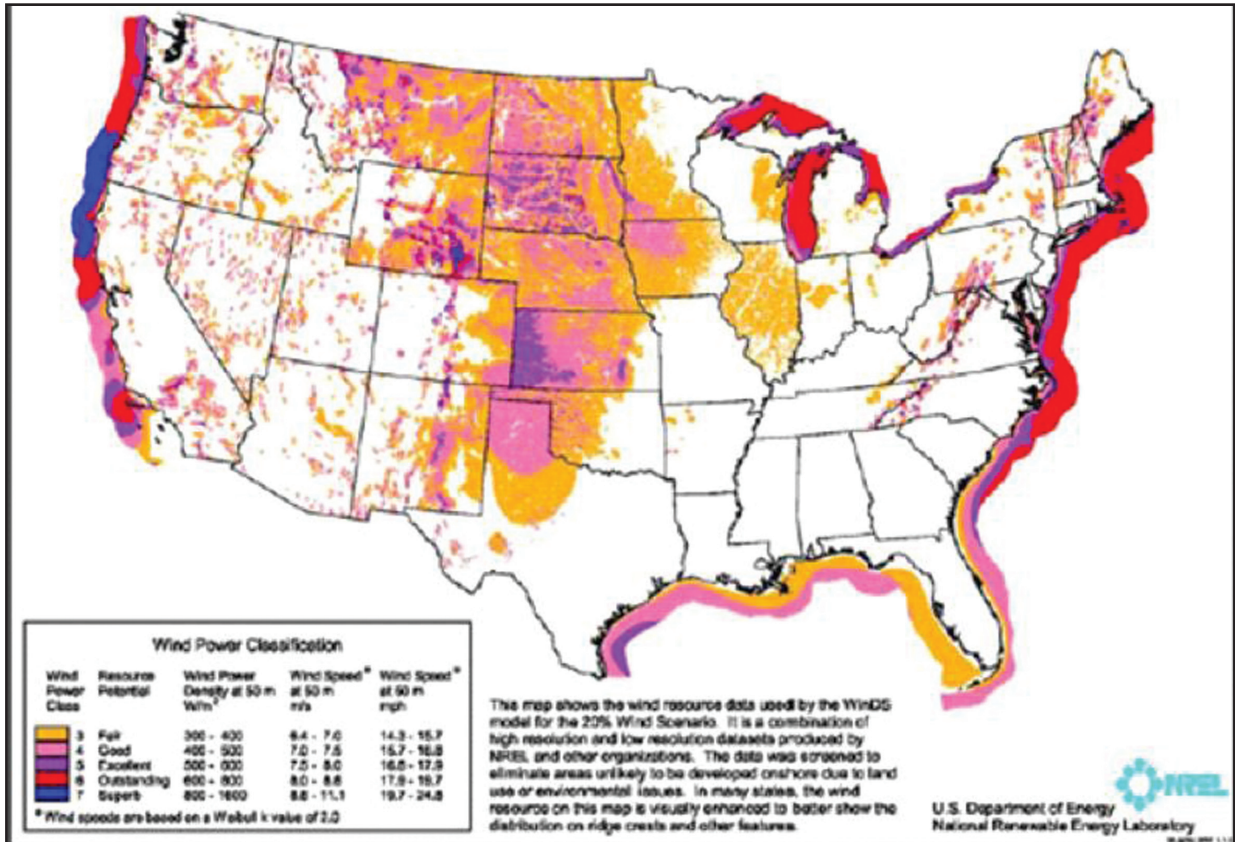 Wind Power Classification
Wind Power Class Resource Potential Wind Power Density at 50 m W/m² Wind Speed* at 50 m m/s Wind Speed* at 50 m mph
3 Fair 300 - 400 6.4 - 7.0 14.3 - 15.7
4 Good 400 - 500 7.0 - 7.5 15.7 - 16.8
5 Excellent 500 - 600 7.5 - 8.0 16.8 - 17.9
6 Outstanding 600 - 800 8.0 - 8.8 17.9 - 19.7
7 Superb 800 - 1600 8.8 - 11.1 19.7 - 24.8
* Wind speeds are based on a Weibull k value of 2.0
This map shows the wind resource data used by the WinDS
model for the 20% Wind Scenario. It is a combination of
high resolution and low resolution datasets produced by
NREL and other organizations. The data was screened to
eliminate areas unlikely to be developed onshore due to land
use or environmental issues. In many states, the wind
resource on this map is visually enhanced to better show the
distribution on ridge crests and other features.
NREL
U.S. Department of Energy
National Renewable Energy Laboratory